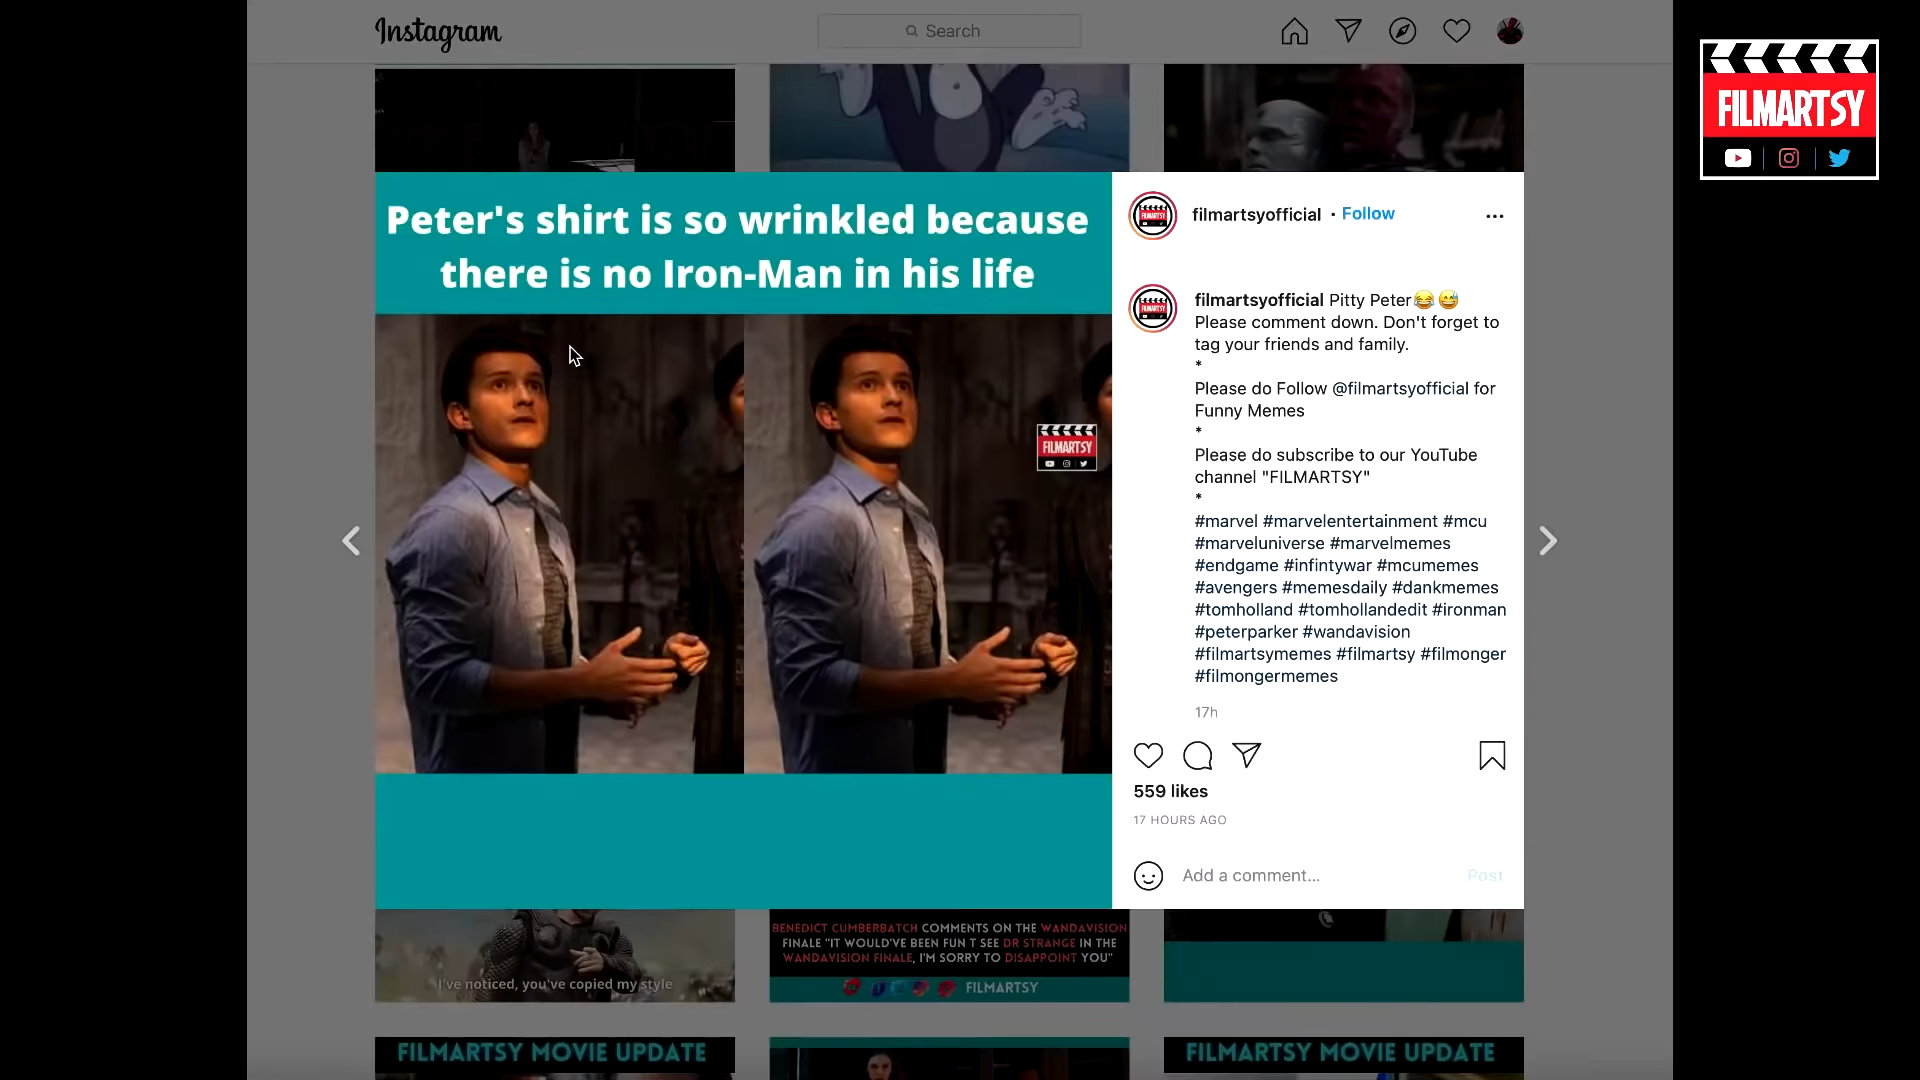 Instagram
Search
FILMARTSY
Peter's shirt is so wrinkled because
there is no Iron-Man in his life
FILMARTSY
filmartsyofficial • Follow
filmartsyofficial Pitty Peter😂😅
Please comment down. Don't forget to
tag your friends and family.
*
Please do Follow @filmartsyofficial for
Funny Memes
*
Please do subscribe to our YouTube
channel "FILMARTSY"
*
#marvel #marvelentertainment #mcu
#marveluniverse #marvelmemes
#endgame #infintywar #mcumemes
#avengers #memesdaily #dankmemes
#tomholland #tomhollandedit #ironman
#peterparker #wandavision
#filmartsymemes #filmartsy #filmonger
#filmongermemes
17h
559 likes
17 HOURS AGO
Add a comment...
Post
I've noticed, you've copied my style
BENEDICT CUMBERBATCH COMMENTS ON THE WANDAVISION
FINALE "IT WOULD'VE BEEN FUN T SEE DR STRANGE IN THE
WANDAVISION FINALE, I'M SORRY TO DISAPPOINT YOU"
FILMARTSY
FILMARTSY MOVIE UPDATE
FILMARTSY MOVIE UPDATE